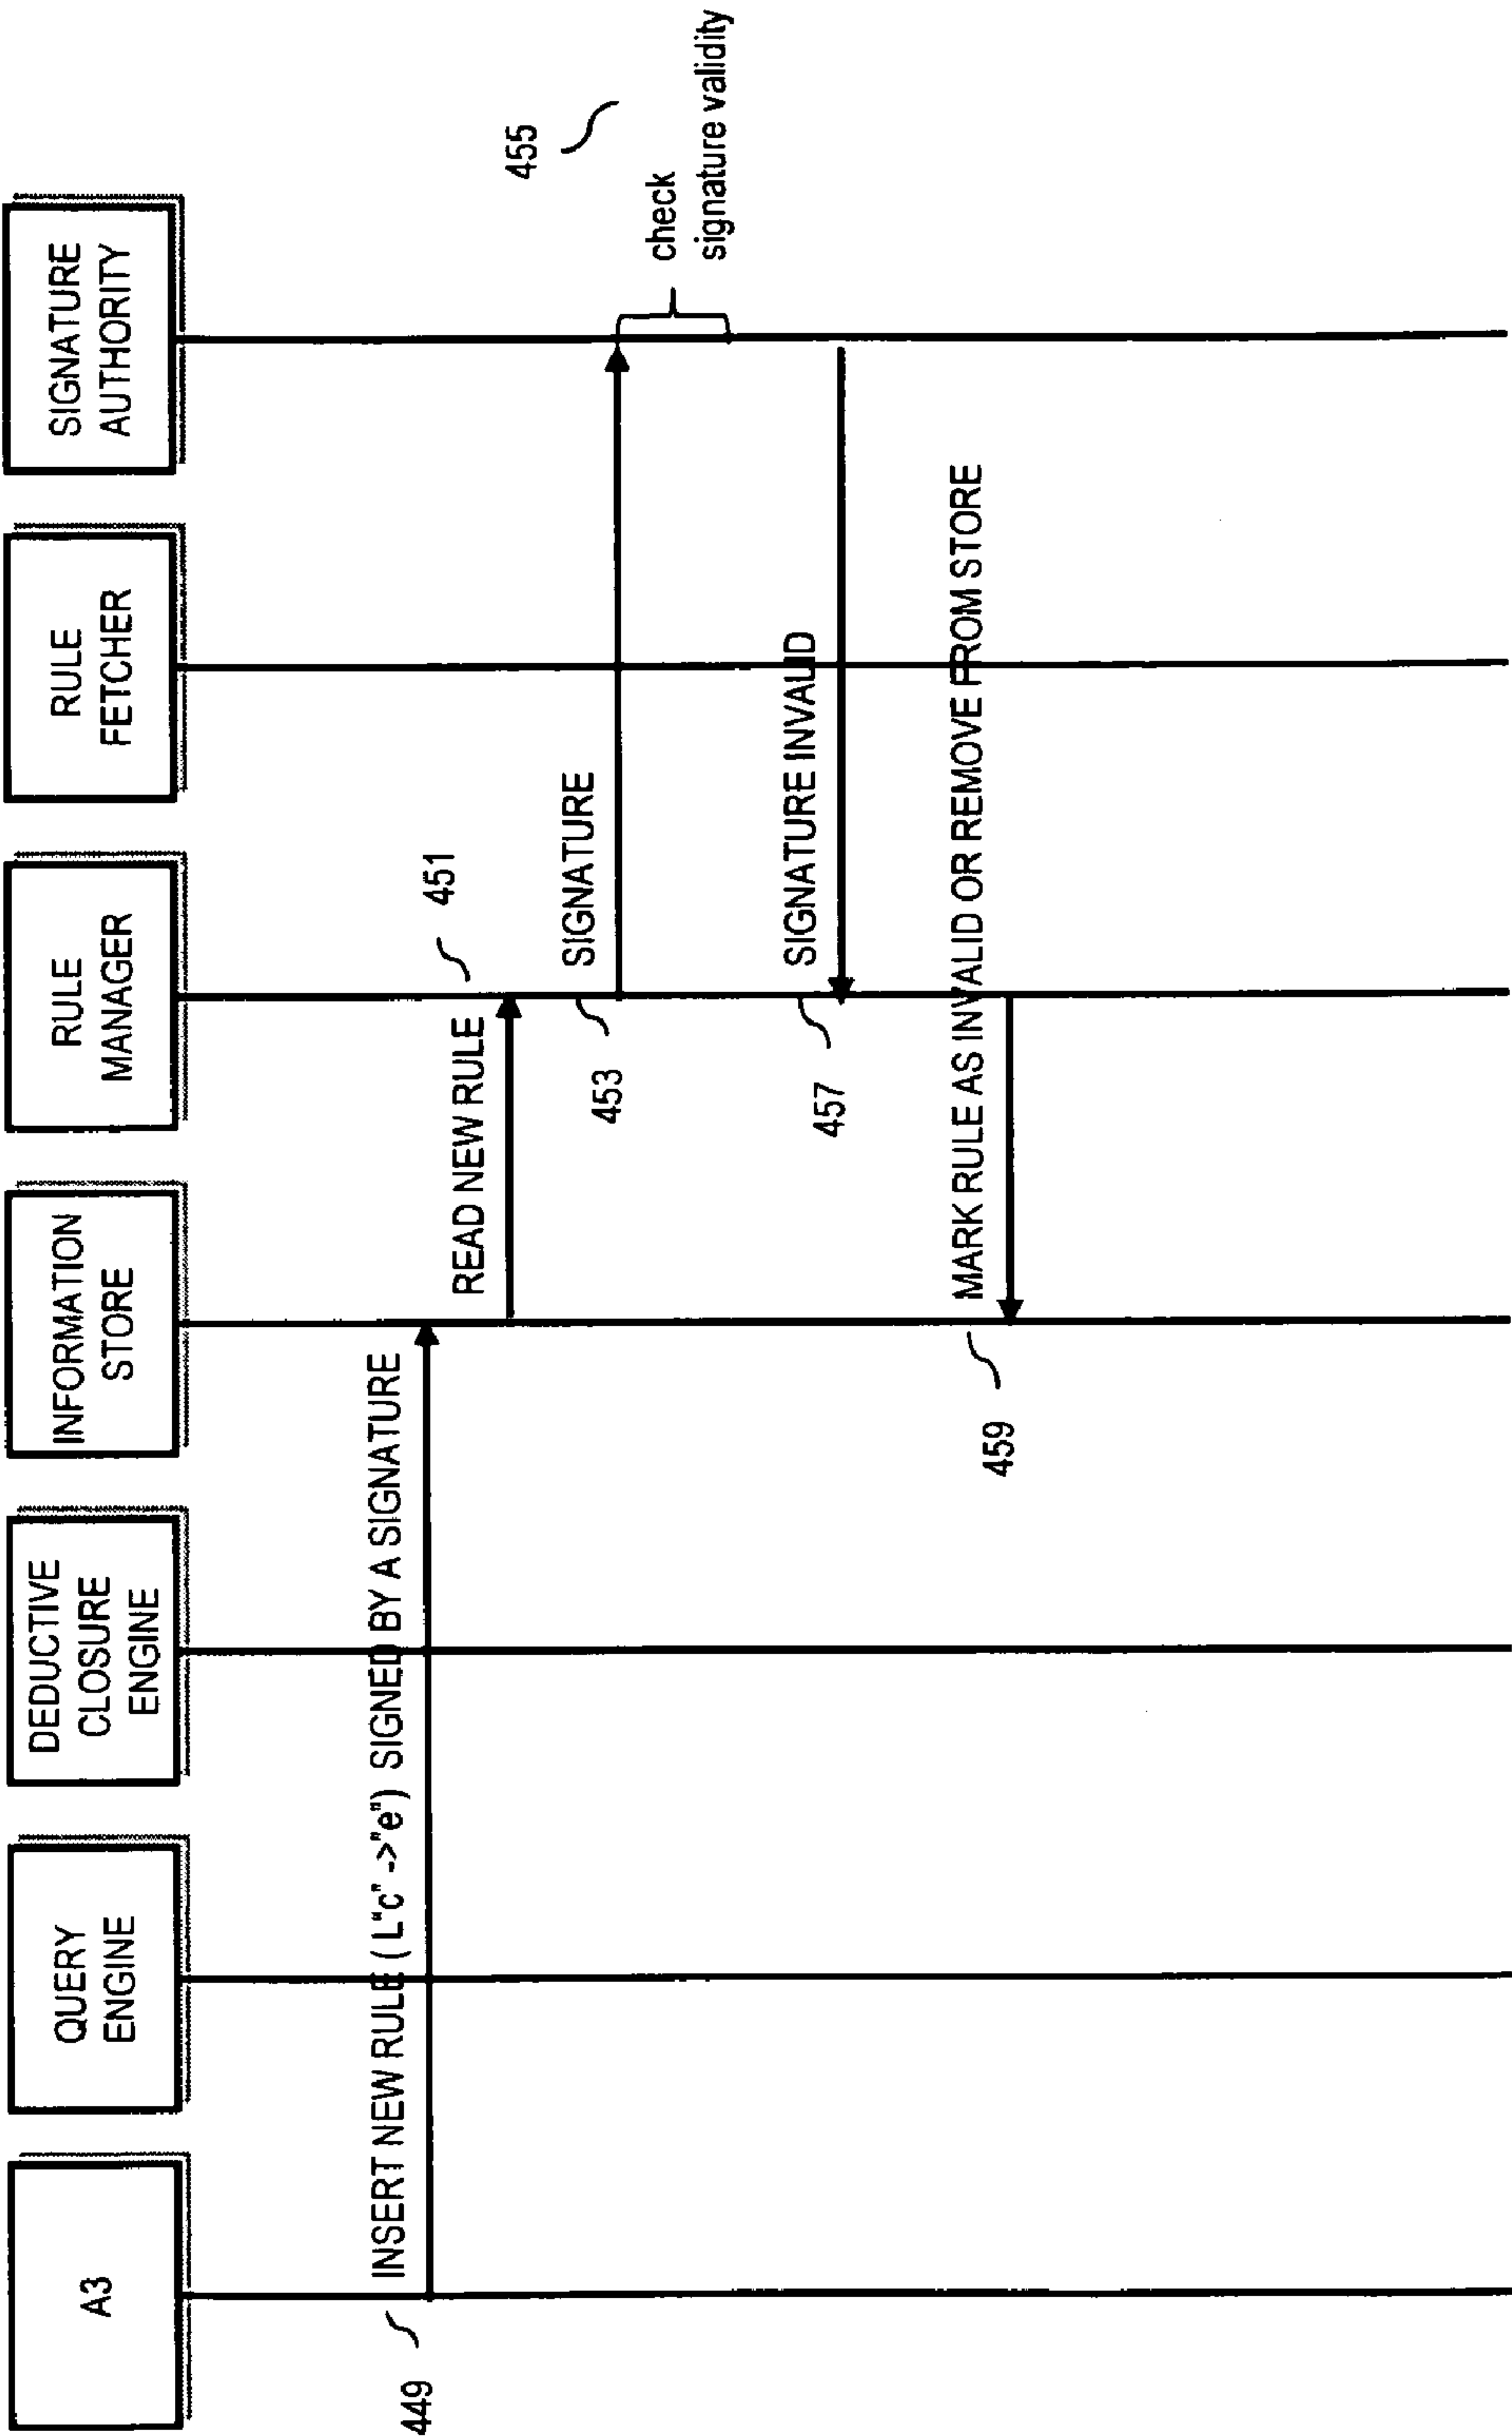 A3
QUERY
ENGINE
DEDUCTIVE
CLOSURE
ENGINE
INFORMATION
STORE
RULE
MANAGER
RULE
FETCHER
SIGNATURE
AUTHORITY
449
INSERT NEW RULE ( L"c" ->"e") SIGNED BY A SIGNATURE
READ NEW RULE
451
453
SIGNATURE
455
check
signature validity
457
SIGNATURE INVALID
459
MARK RULE AS INVALID OR REMOVE FROM STORE